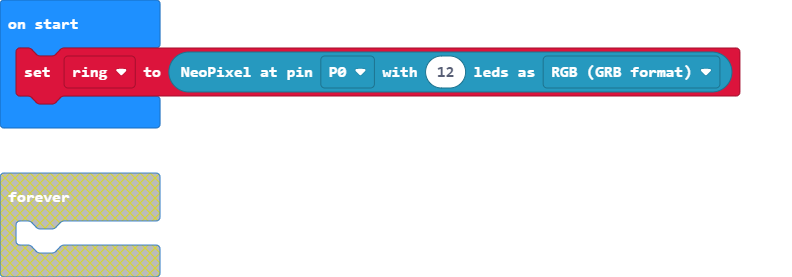 on start
set ring to NeoPixel at pin P0 with 12 leds as RGB (GRB format)
forever